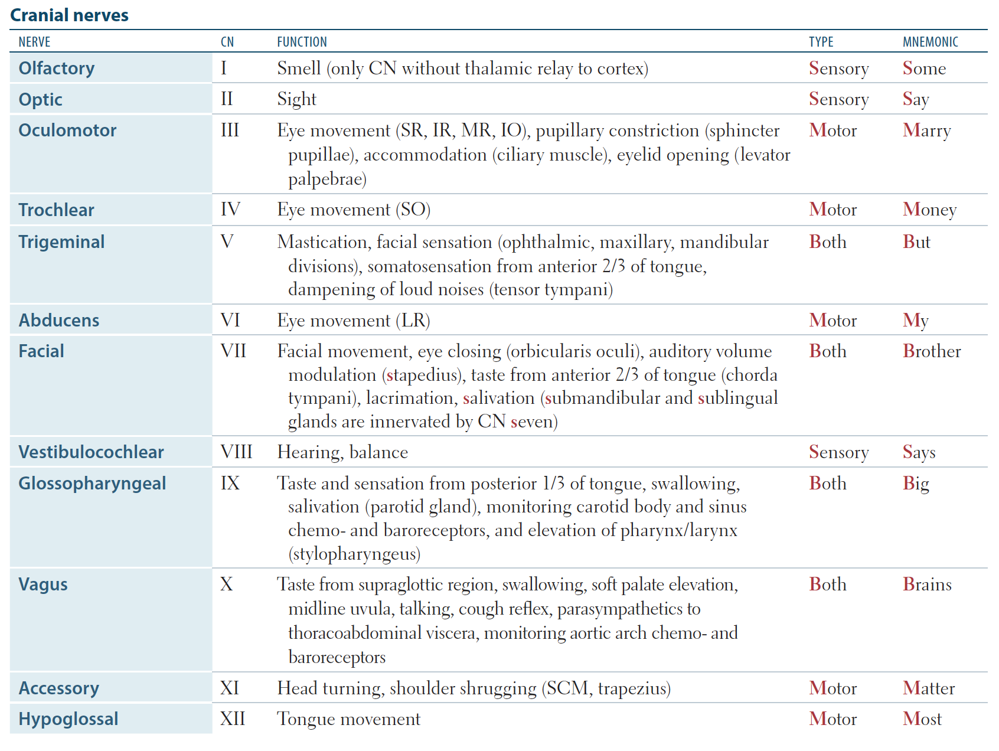 Cranial nerves
NERVE CN FUNCTION TYPE MNEMONIC
Olfactory I Smell (only CN without thalamic relay to cortex) Sensory Some
Optic II Sight Sensory Say
Oculomotor III Eye movement (SR, IR, MR, IO), pupillary constriction (sphincter Motor Marry
pupillae), accommodation (ciliary muscle), eyelid opening (levator
palpebrae)
Trochlear IV Eye movement (SO) Motor Money
Trigeminal V Mastication, facial sensation (ophthalmic, maxillary, mandibular Both But
divisions), somatosensation from anterior 2/3 of tongue,
dampening of loud noises (tensor tympani)
Abducens VI Eye movement (LR) Motor My
Facial VII Facial movement, eye closing (orbicularis oculi), auditory volume Both Brother
modulation (stapedius), taste from anterior 2/3 of tongue (chorda
tympani), lacrimation, salivation (submandibular and sublingual
glands are innervated by CN seven)
Vestibulocochlear VIII Hearing, balance Sensory Says
Glossopharyngeal IX Taste and sensation from posterior 1/3 of tongue, swallowing, Both Big
salivation (parotid gland), monitoring carotid body and sinus
chemo- and baroreceptors, and elevation of pharynx/larynx
(stylopharyngeus)
Vagus X Taste from supraglottic region, swallowing, soft palate elevation, Both Brains
midline uvula, talking, cough reflex, parasympathetics to
thoracoabdominal viscera, monitoring aortic arch chemo- and
baroreceptors
Accessory XI Head turning, shoulder shrugging (SCM, trapezius) Motor Matter
Hypoglossal XII Tongue movement Motor Most